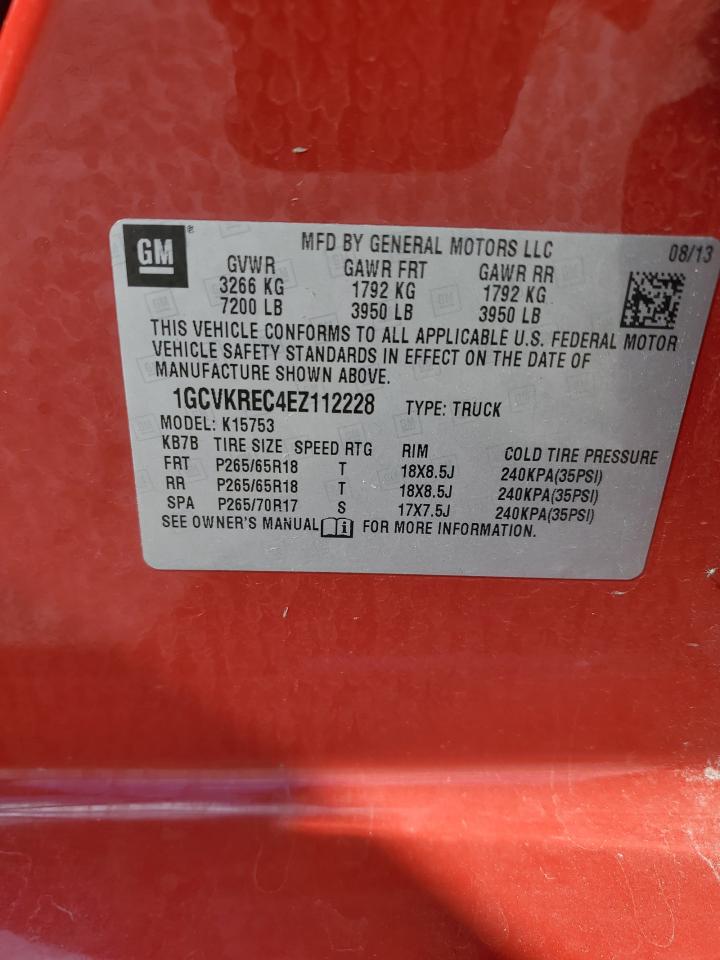 GM® MFD BY GENERAL MOTORS LLC 08/13
GVWR GAWR FRT GAWR RR
3266 KG 1792 KG 1792 KG
7200 LB 3950 LB 3950 LB
THIS VEHICLE CONFORMS TO ALL APPLICABLE U.S. FEDERAL MOTOR
VEHICLE SAFETY STANDARDS IN EFFECT ON THE DATE OF
MANUFACTURE SHOWN ABOVE.
1GCVKREC4EZ112228 TYPE: TRUCK
MODEL: K15753
KB7B TIRE SIZE SPEED RTG RIM COLD TIRE PRESSURE
FRT P265/65R18 T 18X8.5J 240KPA(35PSI)
RR P265/65R18 T 18X8.5J 240KPA(35PSI)
SPA P265/70R17 S 17X7.5J 240KPA(35PSI)
SEE OWNER'S MANUAL i FOR MORE INFORMATION.